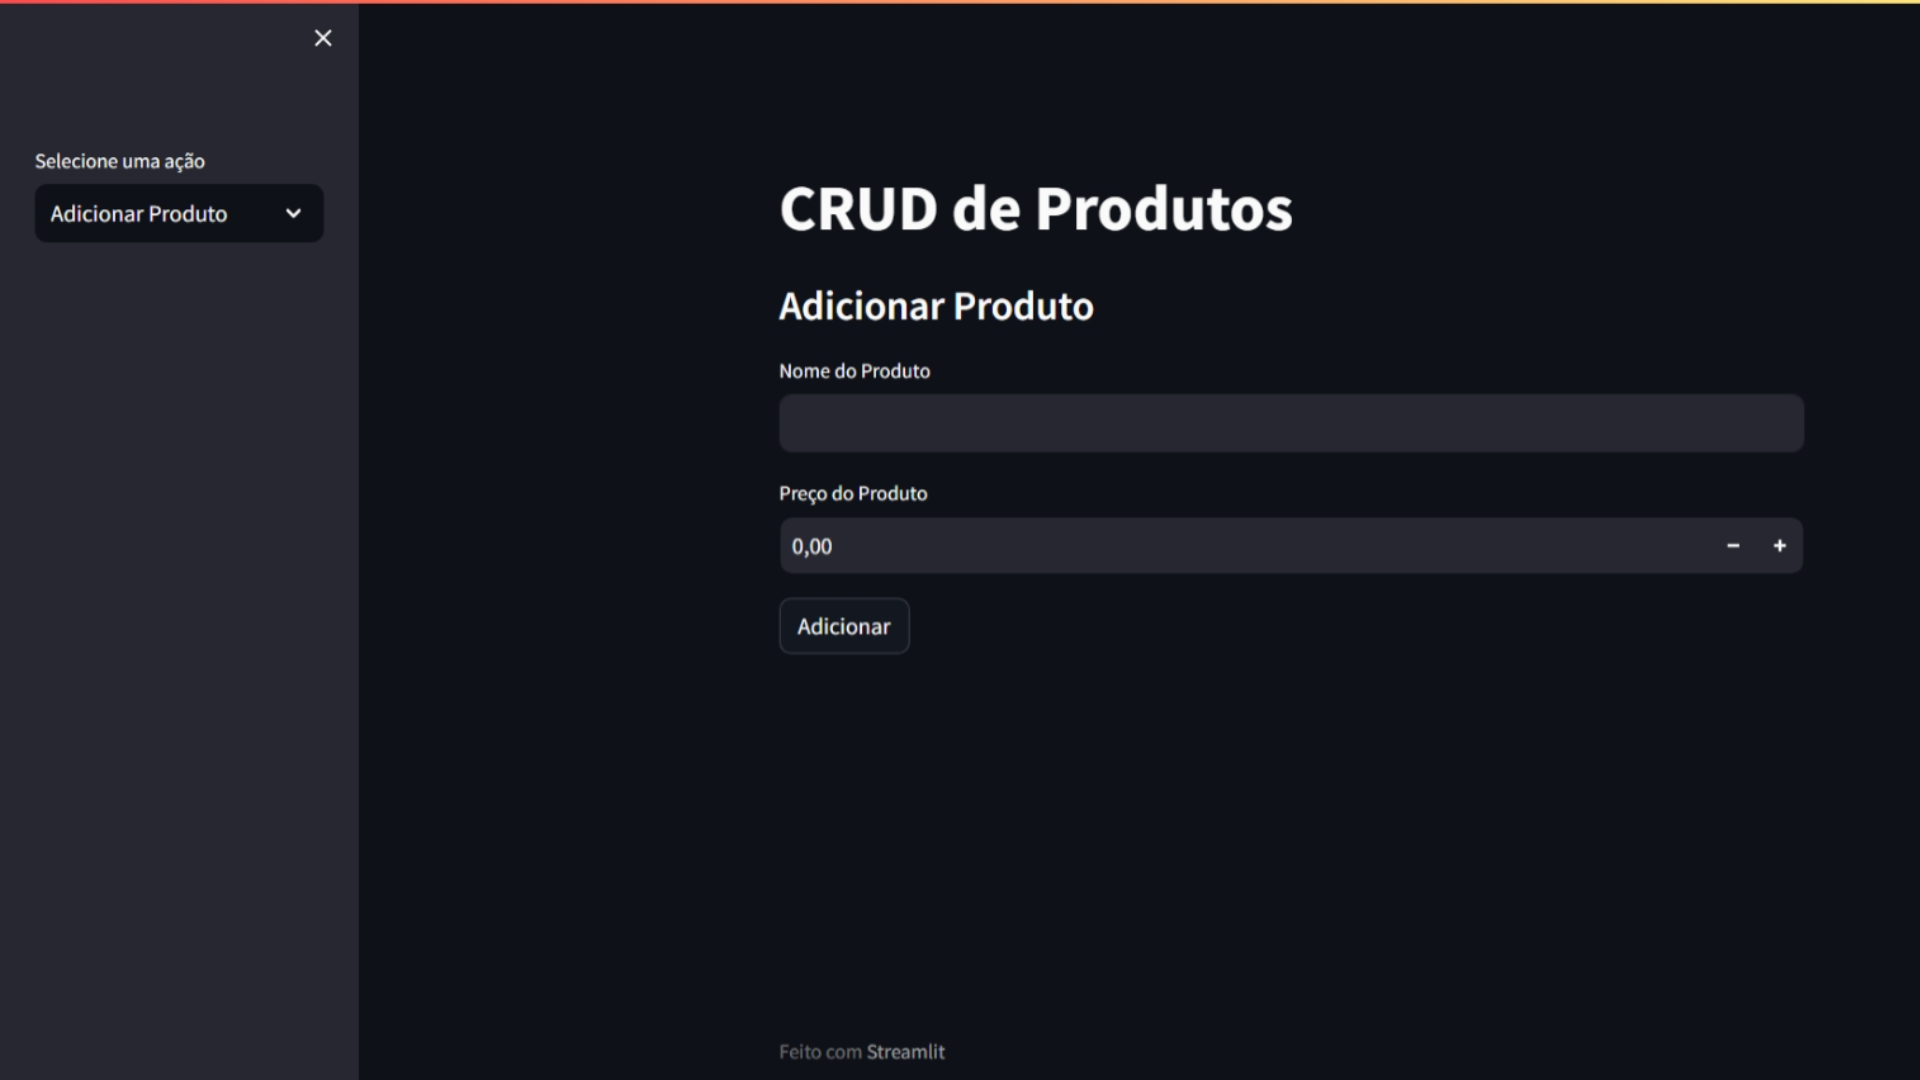 Selecione uma ação
Adicionar Produto
CRUD de Produtos
Adicionar Produto
Nome do Produto
Preço do Produto
0,00
Adicionar
Feito com Streamlit